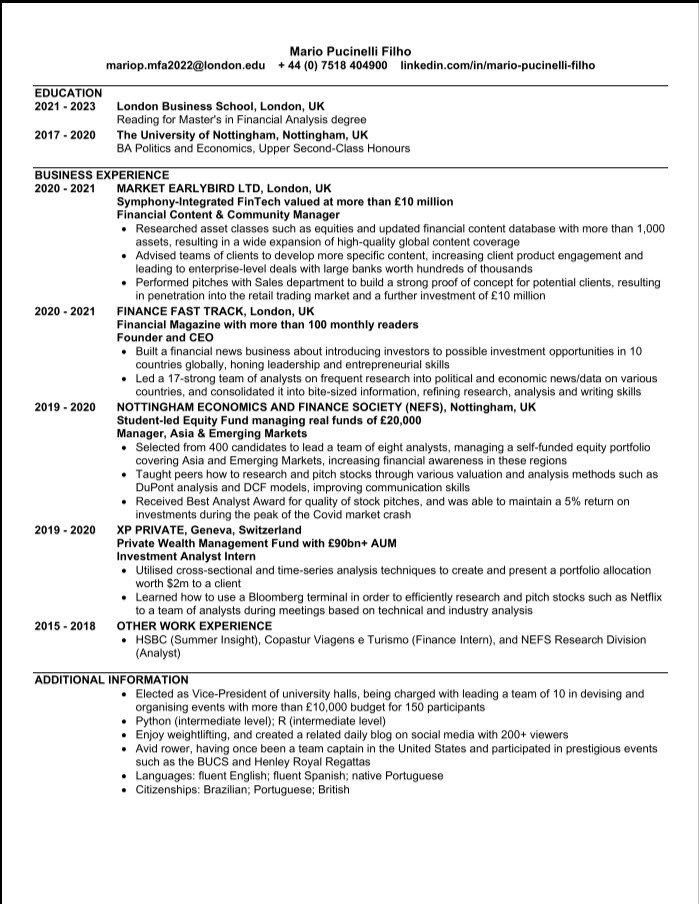 Mario Pucinelli Filho
mariop.mfa2022@london.edu + 44 (0) 7518 404900 linkedin.com/in/mario-pucinelli-filho
EDUCATION
2021 - 2023 London Business School, London, UK
Reading for Master's in Financial Analysis degree
2017 - 2020 The University of Nottingham, Nottingham, UK
BA Politics and Economics, Upper Second-Class Honours
BUSINESS EXPERIENCE
2020 - 2021 MARKET EARLYBIRD LTD, London, UK
Symphony-Integrated FinTech valued at more than £10 million
Financial Content & Community Manager
• Researched asset classes such as equities and updated financial content database with more than 1,000
assets, resulting in a wide expansion of high-quality global content coverage
• Advised teams of clients to develop more specific content, increasing client product engagement and
leading to enterprise-level deals with large banks worth hundreds of thousands
• Performed pitches with Sales department to build a strong proof of concept for potential clients, resulting
in penetration into the retail trading market and a further investment of £10 million
2020 - 2021 FINANCE FAST TRACK, London, UK
Financial Magazine with more than 100 monthly readers
Founder and CEO
• Built a financial news business about introducing investors to possible investment opportunities in 10
countries globally, honing leadership and entrepreneurial skills
• Led a 17-strong team of analysts on frequent research into political and economic news/data on various
countries, and consolidated it into bite-sized information, refining research, analysis and writing skills
2019 - 2020 NOTTINGHAM ECONOMICS AND FINANCE SOCIETY (NEFS), Nottingham, UK
Student-led Equity Fund managing real funds of £20,000
Manager, Asia & Emerging Markets
• Selected from 400 candidates to lead a team of eight analysts, managing a self-funded equity portfolio
covering Asia and Emerging Markets, increasing financial awareness in these regions
• Taught peers how to research and pitch stocks through various valuation and analysis methods such as
DuPont analysis and DCF models, improving communication skills
• Received Best Analyst Award for quality of stock pitches, and was able to maintain a 5% return on
investments during the peak of the Covid market crash
2019 - 2020 XP PRIVATE, Geneva, Switzerland
Private Wealth Management Fund with £90bn+ AUM
Investment Analyst Intern
• Utilised cross-sectional and time-series analysis techniques to create and present a portfolio allocation
worth $2m to a client
• Learned how to use a Bloomberg terminal in order to efficiently research and pitch stocks such as Netflix
to a team of analysts during meetings based on technical and industry analysis
2015 - 2018 OTHER WORK EXPERIENCE
• HSBC (Summer Insight), Copastur Viagens e Turismo (Finance Intern), and NEFS Research Division
(Analyst)
ADDITIONAL INFORMATION
• Elected as Vice-President of university halls, being charged with leading a team of 10 in devising and
organising events with more than £10,000 budget for 150 participants
• Python (intermediate level); R (intermediate level)
• Enjoy weightlifting, and created a related daily blog on social media with 200+ viewers
• Avid rower, having once been a team captain in the United States and participated in prestigious events
such as the BUCS and Henley Royal Regattas
• Languages: fluent English; fluent Spanish; native Portuguese
• Citizenships: Brazilian; Portuguese; British